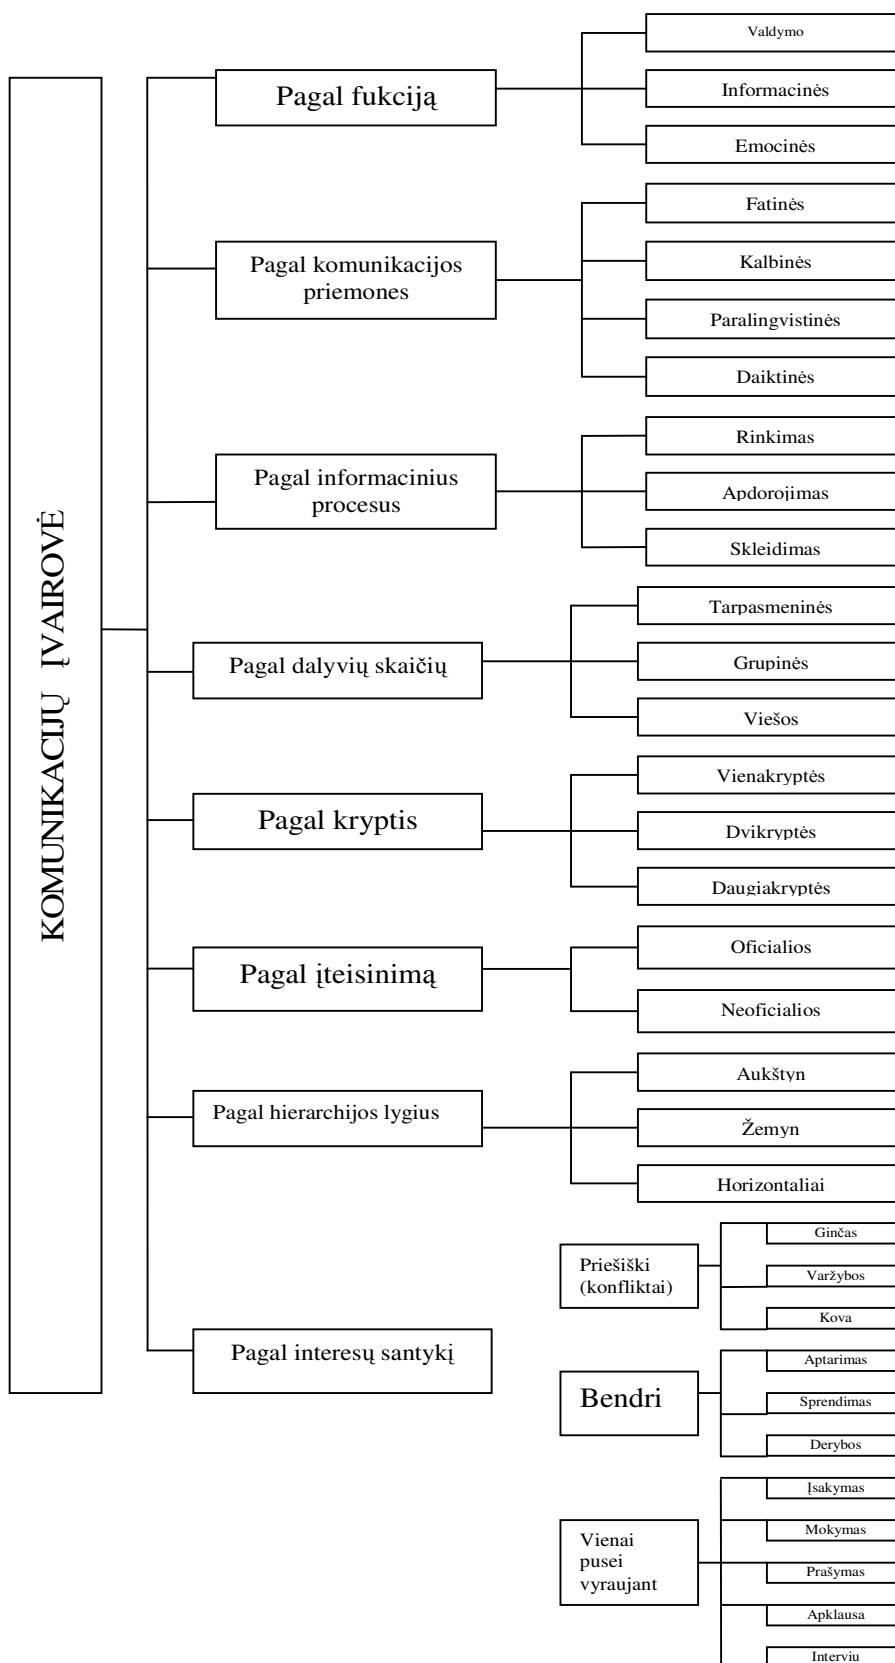 KOMUNIKACIJŲ ĮVAIROVĖ
Pagal fukciją
Valdymo
Informacinės
Emocinės
Pagal komunikacijos
priemones
Fatinės
Kalbinės
Paralingvistinės
Daiktinės
Pagal informacinius
procesus
Rinkimas
Apdorojimas
Skleidimas
Pagal dalyvių skaičių
Tarpasmeninės
Grupinės
Viešos
Pagal kryptis
Vienakryptės
Dvikryptės
Daugiakryptės
Pagal įteisinimą
Oficialios
Neoficialios
Pagal hierarchijos lygius
Aukštyn
Žemyn
Horizontaliai
Pagal interesų santykį
Priešiški
(konfliktai)
Ginčas
Varžybos
Kova
Bendri
Aptarimas
Sprendimas
Derybos
Vienai
pusei
vyraujant
Įsakymas
Mokymas
Prašymas
Apklausa
Interviu